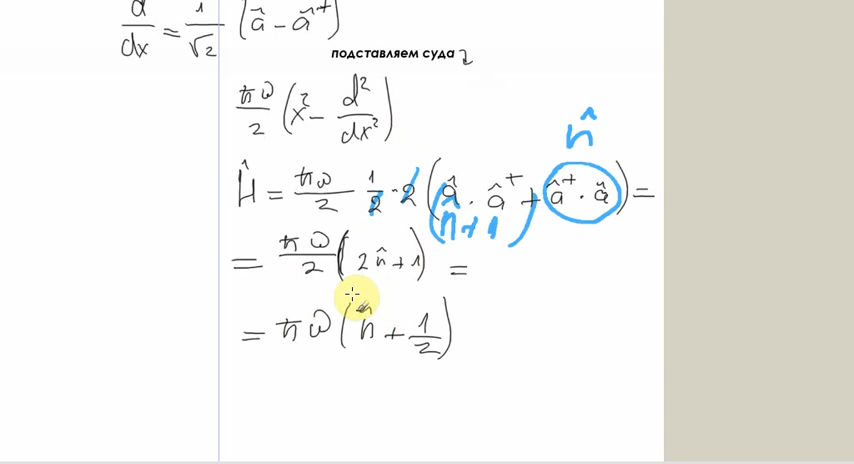 d/dx = 1/√2 (â − â⁺)
подставляем суда
ħω/2 (x² − d²/dx²)
n̂
Ĥ = ħω/2 1/2 · 2 (â · â⁺ + â⁺ · â) =
(n̂ + 1)
= ħω/2 (2n̂ + 1) =
= ħω (n̂ + 1/2)